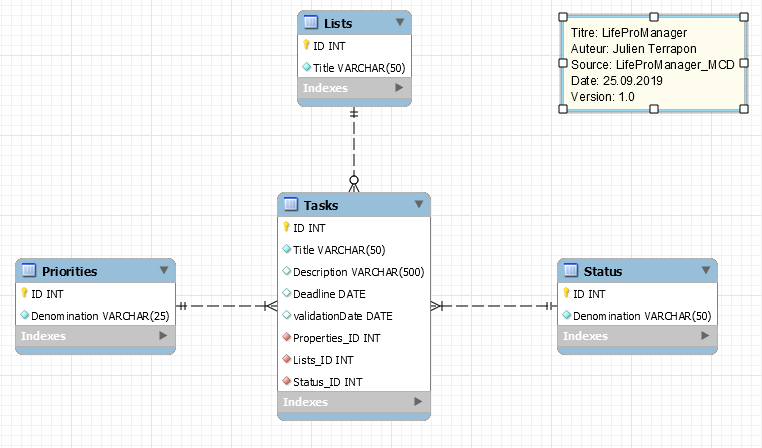 Lists
ID INT
Title VARCHAR(50)
Indexes
Titre: LifeProManager
Auteur: Julien Terrapon
Source: LifeProManager_MCD
Date: 25.09.2019
Version: 1.0
Tasks
ID INT
Title VARCHAR(50)
Description VARCHAR(500)
Deadline DATE
validationDate DATE
Properties_ID INT
Lists_ID INT
Status_ID INT
Indexes
Priorities
ID INT
Denomination VARCHAR(25)
Indexes
Status
ID INT
Denomination VARCHAR(50)
Indexes